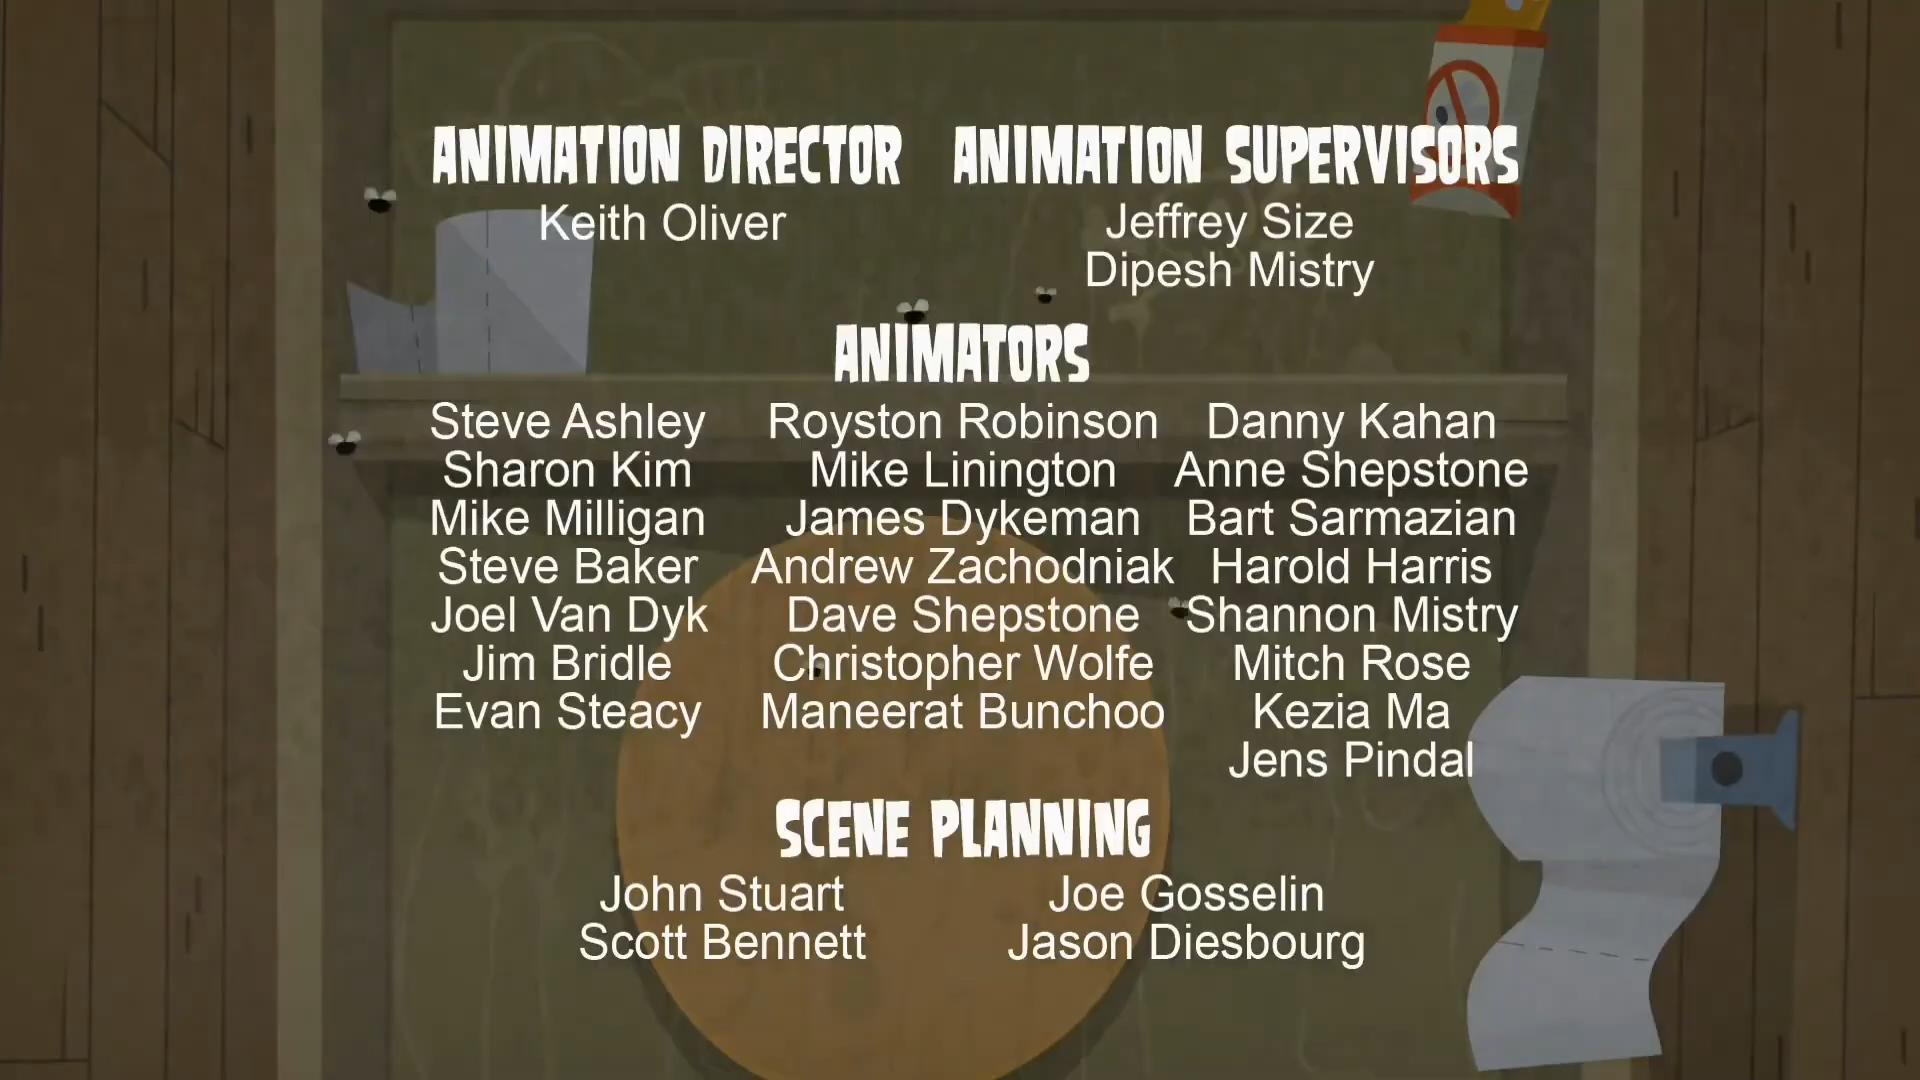 ANIMATION DIRECTOR
Keith Oliver
ANIMATION SUPERVISORS
Jeffrey Size
Dipesh Mistry
ANIMATORS
Steve Ashley
Sharon Kim
Mike Milligan
Steve Baker
Joel Van Dyk
Jim Bridle
Evan Steacy
Royston Robinson
Mike Linington
James Dykeman
Andrew Zachodniak
Dave Shepstone
Christopher Wolfe
Maneerat Bunchoo
Danny Kahan
Anne Shepstone
Bart Sarmazian
Harold Harris
Shannon Mistry
Mitch Rose
Kezia Ma
Jens Pindal
SCENE PLANNING
John Stuart
Scott Bennett
Joe Gosselin
Jason Diesbourg